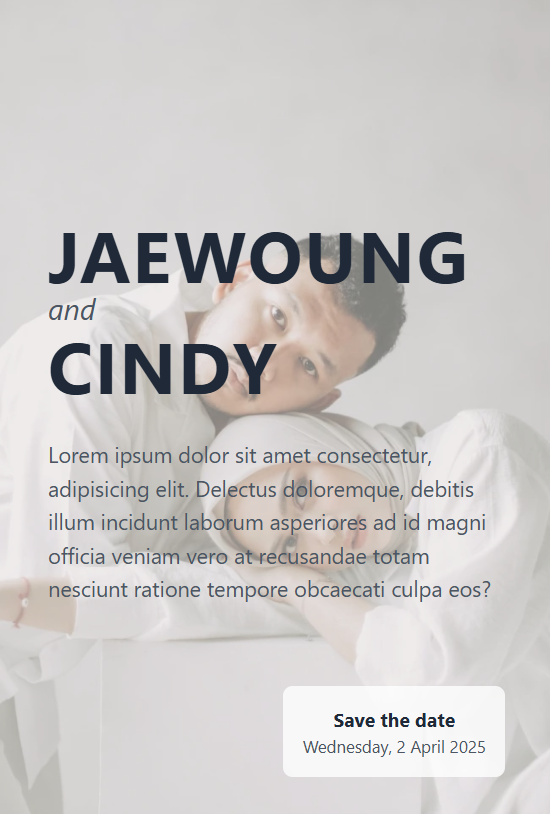 JAEWOUNG
and
CINDY
Lorem ipsum dolor sit amet consectetur,
adipisicing elit. Delectus doloremque, debitis
illum incidunt laborum asperiores ad id magni
officia veniam vero at recusandae totam
nesciunt ratione tempore obcaecati culpa eos?
Save the date
Wednesday, 2 April 2025